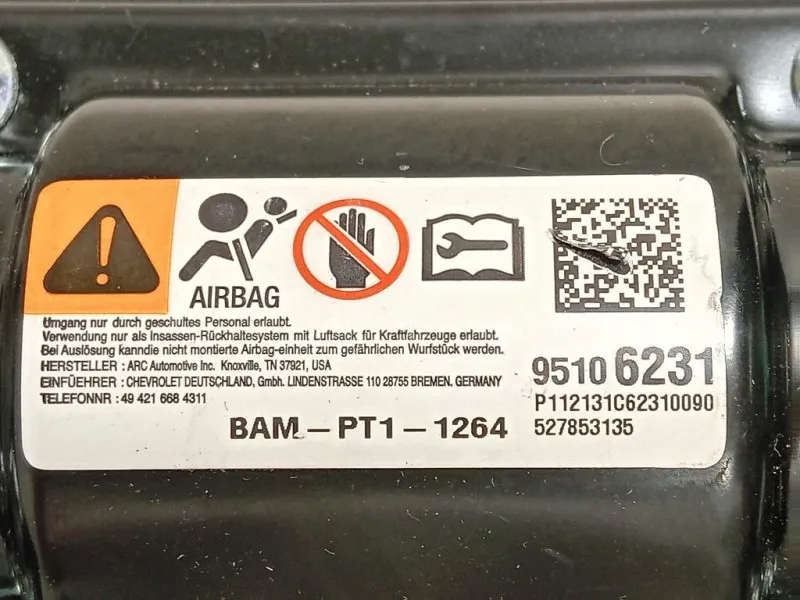 AIRBAG
Umgang nur durch geschultes Personal erlaubt.
Verwendung nur als Insassen-Rückhaltesystem mit Luftsack für Kraftfahrzeuge erlaubt.
Bei Auslösung kanndie nicht montierte Airbag-einheit zum gefährlichen Wurfstück werden.
HERSTELLER : ARC Automotive Inc. Knoxville, TN 37921, USA
EINFÜEHRER : CHEVROLET DEUTSCHLAND, Gmbh. LINDENSTRASSE 110 28755 BREMEN. GERMANY
TELEFONNR : 49 421 668 4311
BAM-PT1-1264
9510 6231
P112131C62310090
527853135